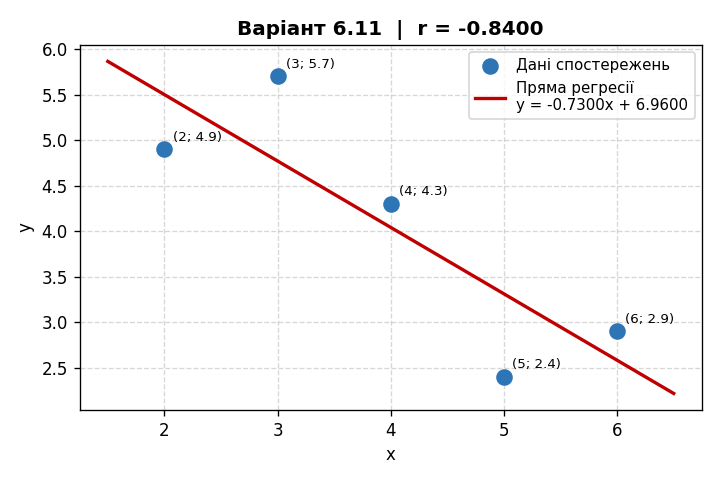 Варіант 6.11 | r = -0.8400
Дані спостережень
Пряма регресії
y = -0.7300x + 6.9600
(3; 5.7)
(2; 4.9)
(4; 4.3)
(6; 2.9)
(5; 2.4)
y
6.0
5.5
5.0
4.5
4.0
3.5
3.0
2.5
2 3 4 5 6
x